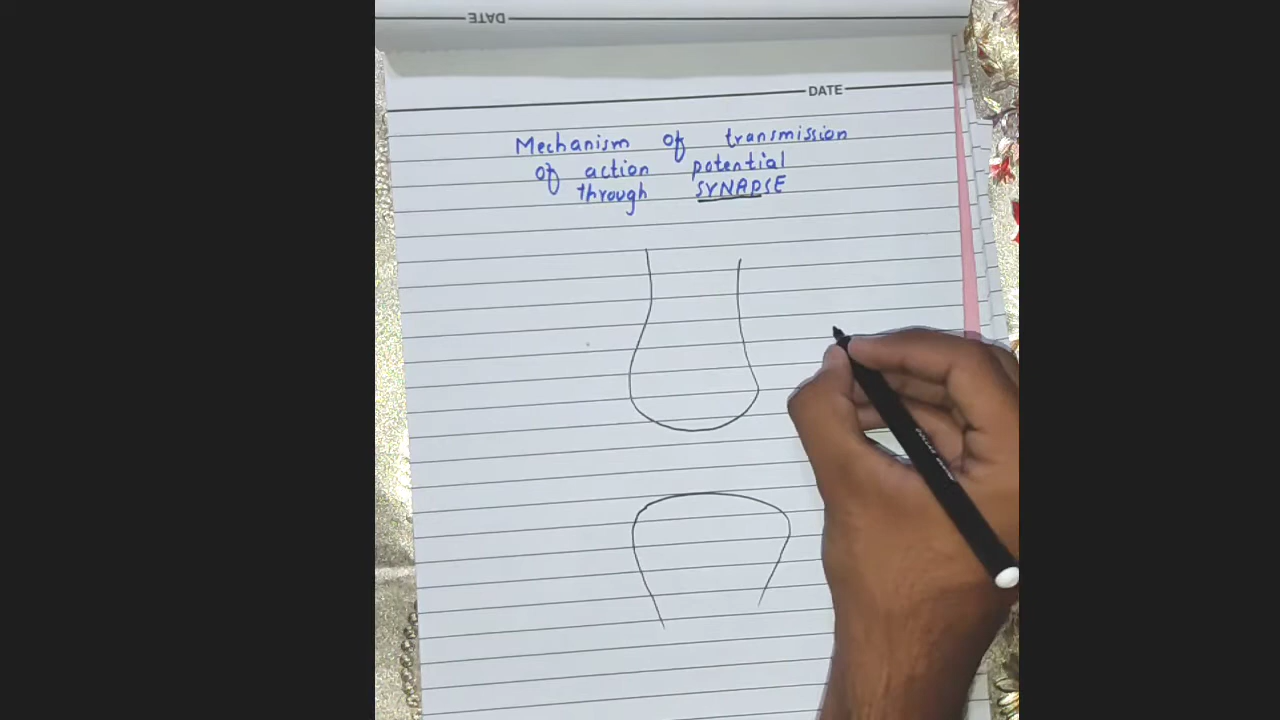 DATE
DATE
Mechanism of transmission
of action potential
through SYNAPSE